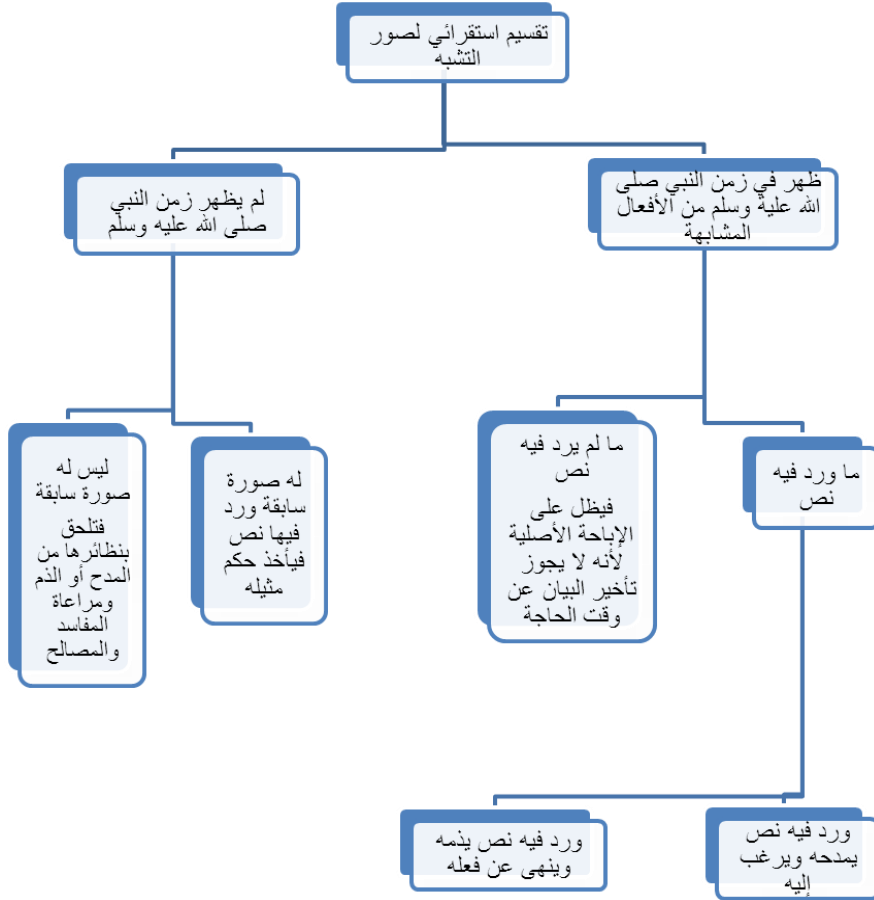 تقسيم استقرائي لصور
التشبه
ظهر في زمن النبي صلى
الله علية وسلم من الأفعال
المشابهة
لم يظهر زمن النبي
صلى الله عليه وسلم
ما ورد فيه
نص
ما لم يرد فيه
نص
فيظل على
الإباحة الأصلية
لأنه لا يجوز
تأخير البيان عن
وقت الحاجة
له صورة
سابقة ورد
فيها نص
فيأخذ حكم
مثيله
ليس له
صورة سابقة
فتلحق
بنظائرها من
المدح أو الذم
ومراعاة
المفاسد
والمصالح
ورد فيه نص
يمدحه ويرغب
إليه
ورد فيه نص يذمه
وينهى عن فعله